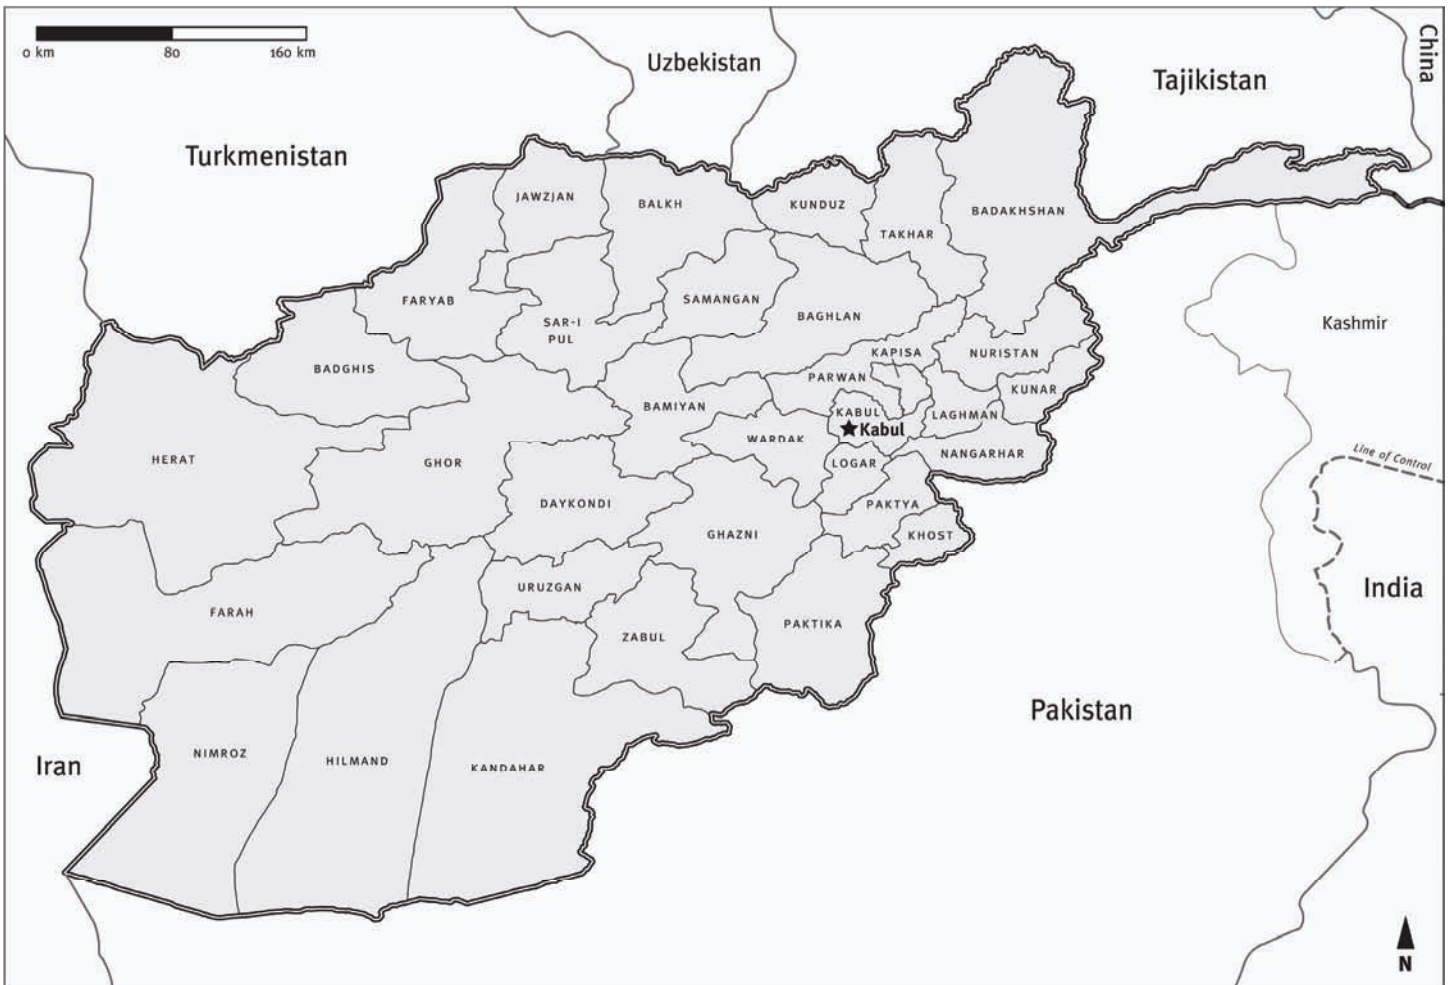 0 km 80 160 km
Uzbekistan
Tajikistan
China
Turkmenistan
JAWZJAN
BALKH
KUNDUZ
TAKHAR
BADAKHSHAN
FARYAB
SAR-I
PUL
SAMANGAN
BAGHLAN
Kashmir
BADGHIS
KAPISA
NURISTAN
PARWAN
KUNAR
BAMIYAN
KABUL
Kabul
LAGHMAN
WARDAK
HERAT
GHOR
LOGAR
NANGARHAR
Line of Control
DAYKONDI
PAKTYA
GHAZNI
KHOST
URUZGAN
India
FARAH
ZABUL
PAKTIKA
Pakistan
Iran
NIMROZ
HILMAND
KANDAHAR
N